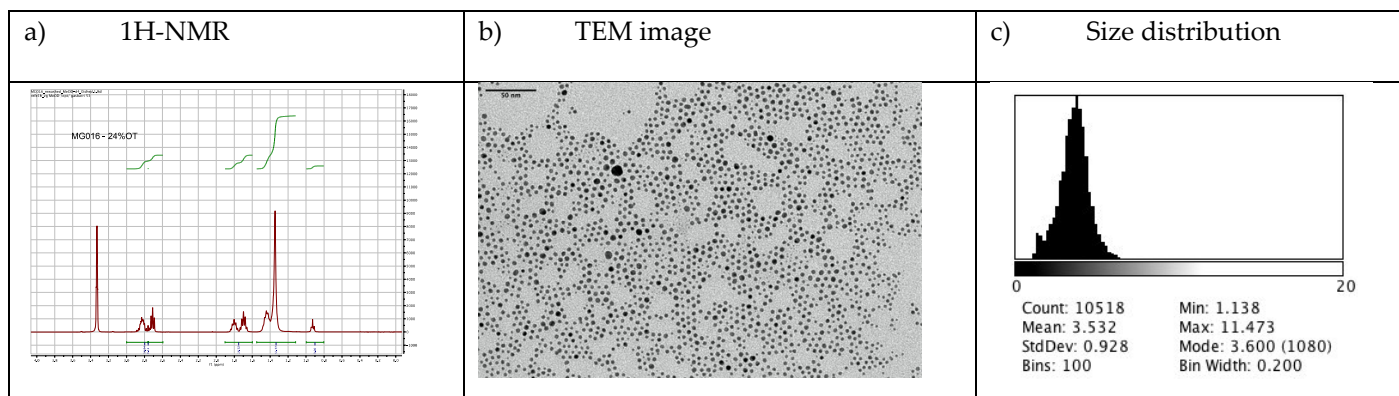 a) 1H-NMR
b) TEM image
c) Size distribution
MG016 - 24%OT
50 nm
0 20
Count: 10518 Min: 1.138
Mean: 3.532 Max: 11.473
StdDev: 0.928 Mode: 3.600 (1080)
Bins: 100 Bin Width: 0.200